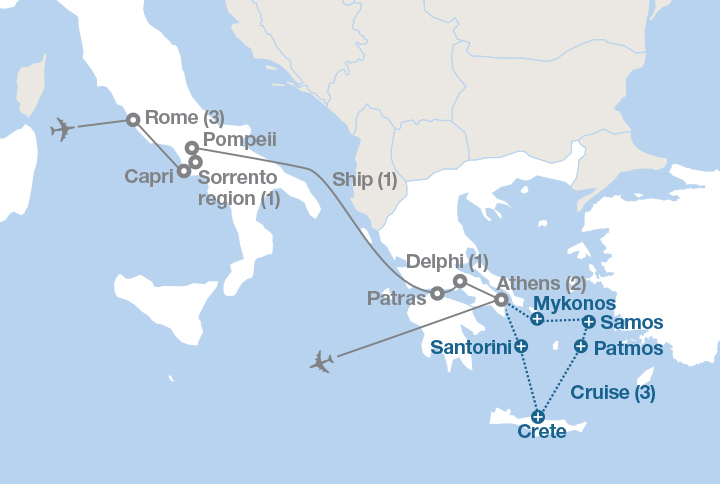 Rome (3)
Pompeii
Capri
Sorrento
region (1)
Ship (1)
Delphi (1)
Patras
Athens (2)
Mykonos
Samos
Santorini
Patmos
Cruise (3)
Crete